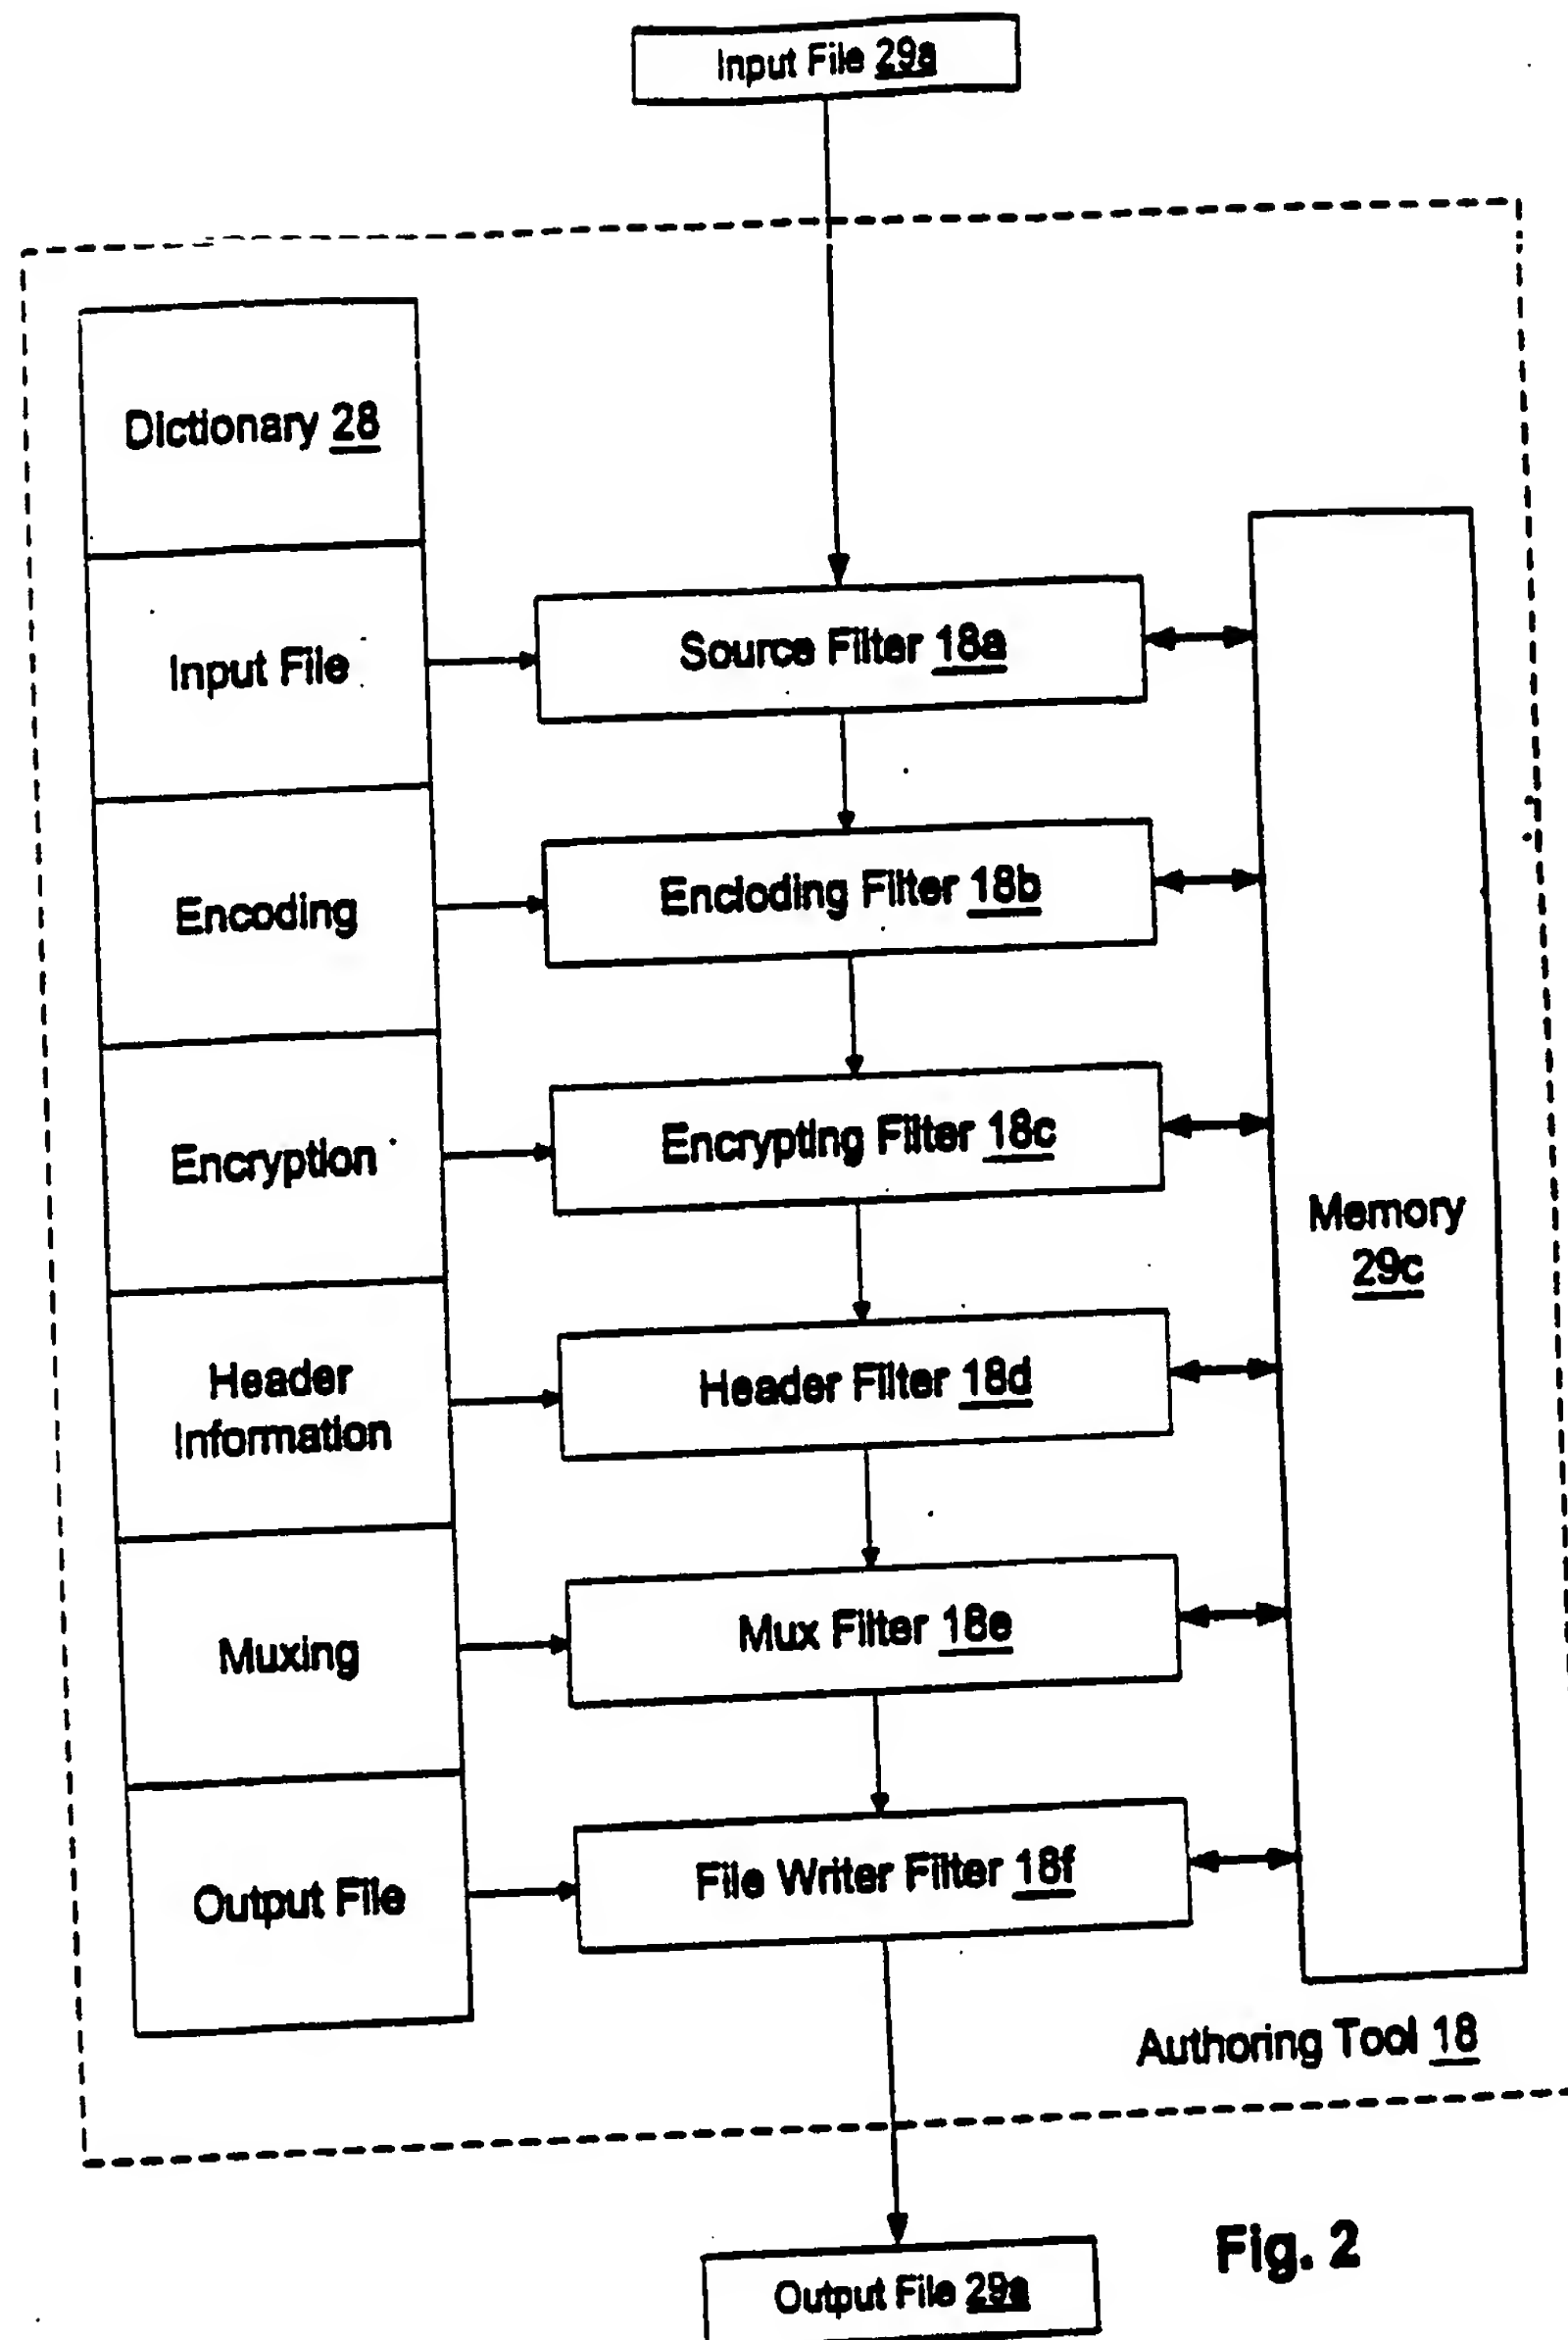 Input File 29a
Dictionary 28
Input File
Source Filter 18a
Encoding
Encloding Filter 18b
Encryption
Encrypting Filter 18c
Memory
29c
Header
Information
Header Filter 18d
Muxing
Mux Filter 18e
Output File
File Writer Filter 18f
Authoring Tool 18
Fig. 2
Output File 29a